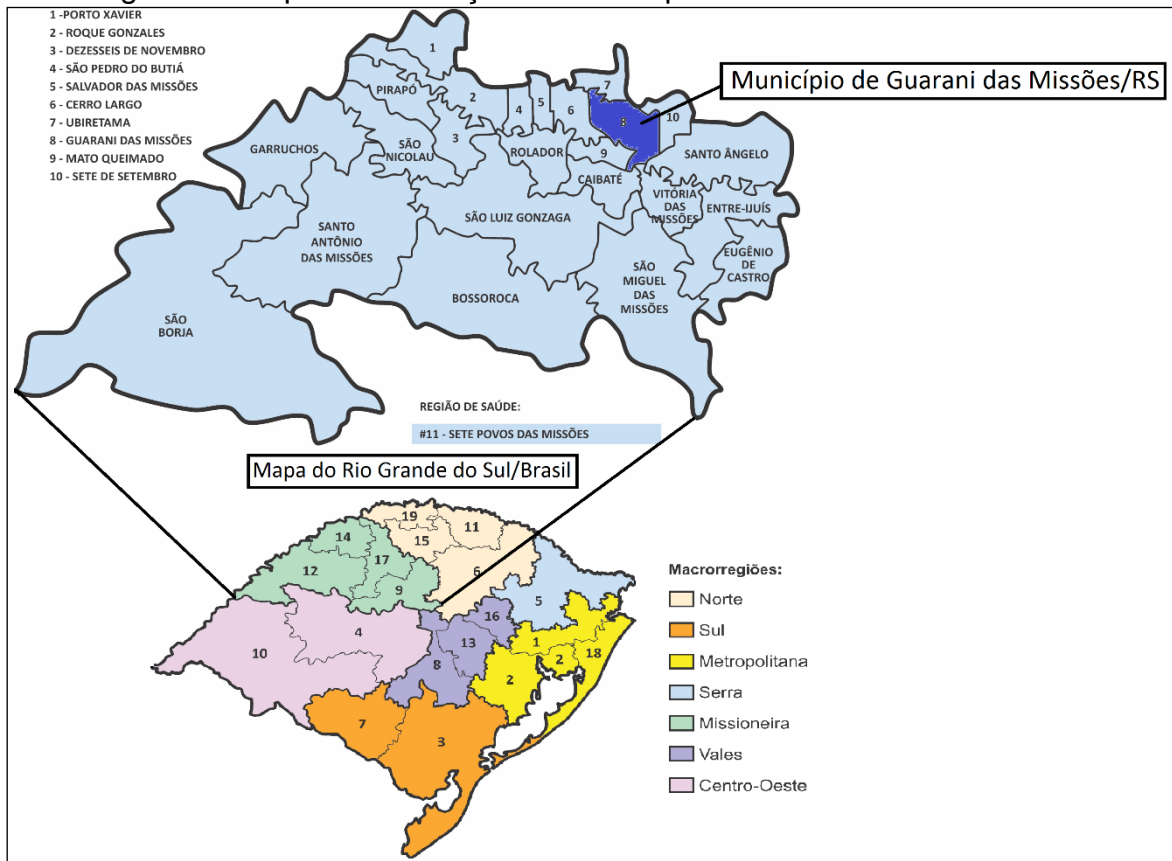 1 -PORTO XAVIER
2 - ROQUE GONZALES
3 - DEZESSEIS DE NOVEMBRO
4 - SÃO PEDRO DO BUTIÁ
5 - SALVADOR DAS MISSÕES
6 - CERRO LARGO
7 - UBIRETAMA
8 - GUARANI DAS MISSÕES
9 - MATO QUEIMADO
10 - SETE DE SETEMBRO
Município de Guarani das Missões/RS
1
PIRAPÓ
2
4
5
6
7
8
10
GARRUCHOS
SÃO
NICOLAU
3
ROLADOR
9
CAIBATÉ
SANTO ÂNGELO
VITÓRIA
DAS
MISSÕES
ENTRE-IJUÍS
SÃO LUIZ GONZAGA
SANTO
ANTÔNIO
DAS MISSÕES
EUGÊNIO
DE
CASTRO
BOSSOROCA
SÃO
MIGUEL
DAS
MISSÕES
SÃO
BORJA
REGIÃO DE SAÚDE:
#11 - SETE POVOS DAS MISSÕES
Mapa do Rio Grande do Sul/Brasil
19
11
14
15
17
12
6
9
5
16
4
13
1
18
10
8
2
2
7
3
Macrorregiões:
Norte
Sul
Metropolitana
Serra
Missioneira
Vales
Centro-Oeste